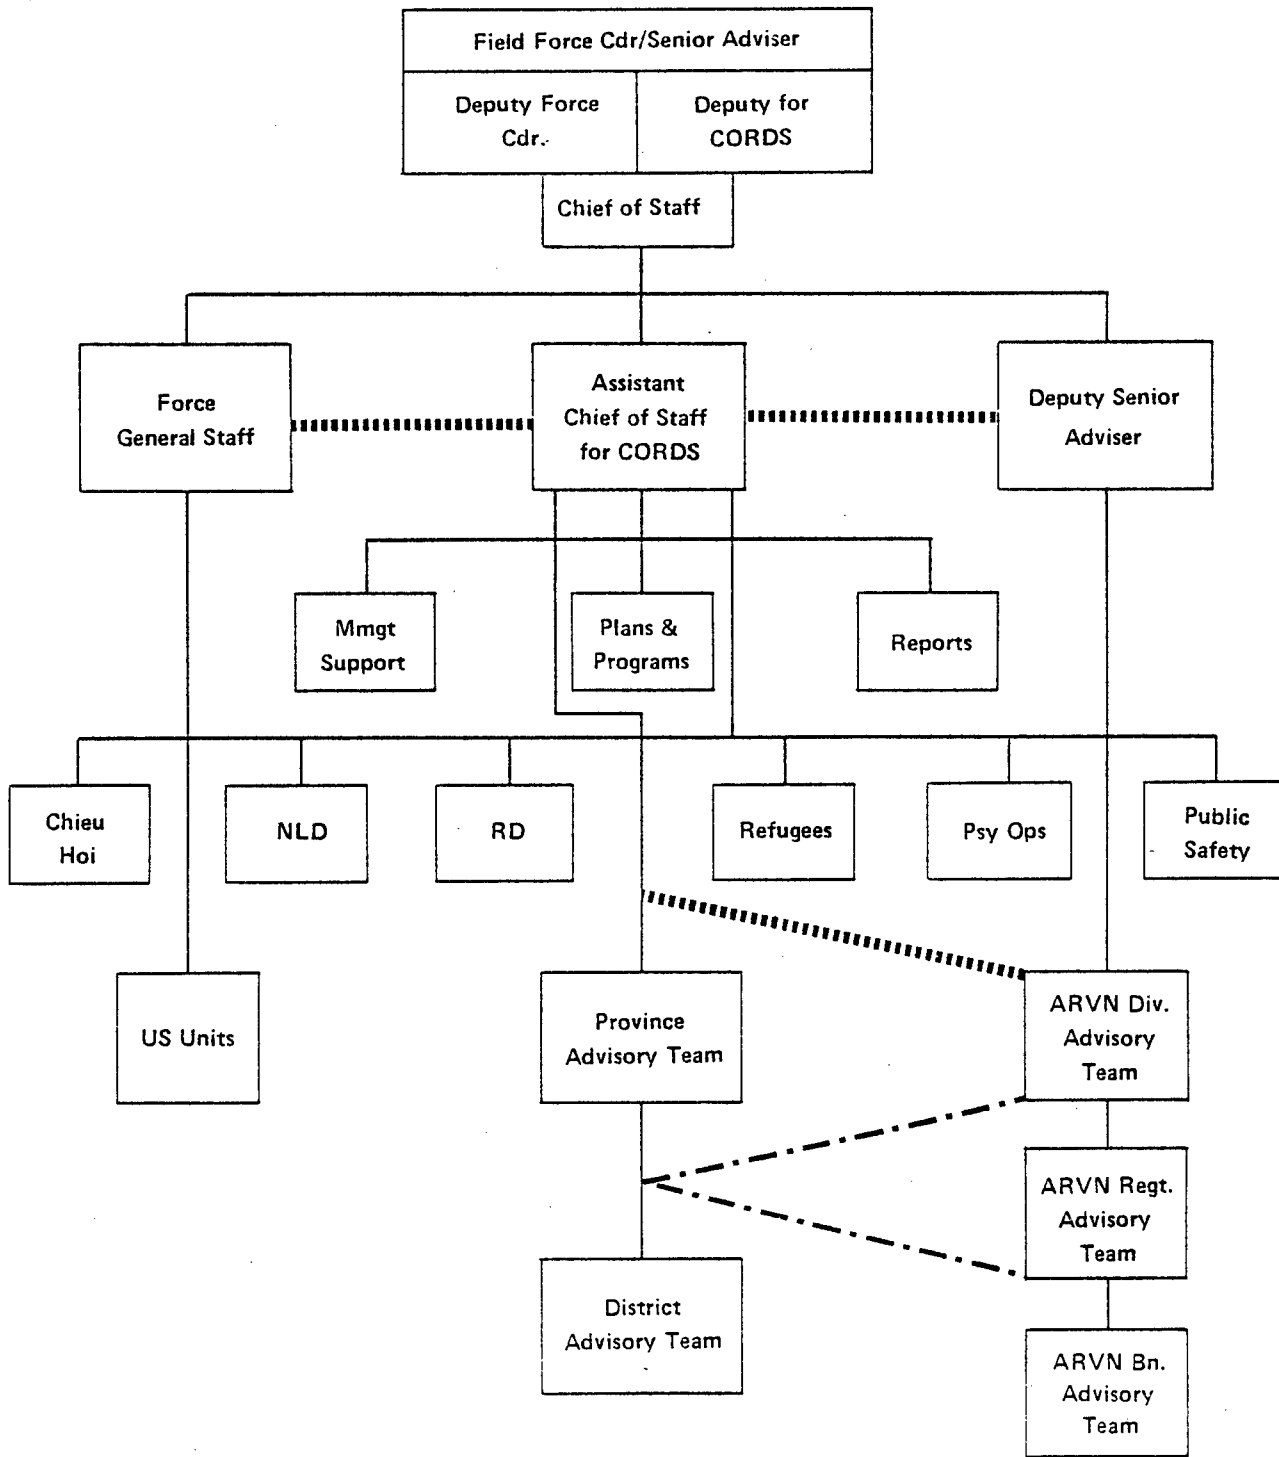 Field Force Cdr/Senior Adviser
Deputy Force
Cdr.
Deputy for
CORDS
Chief of Staff
Force
General Staff
Assistant
Chief of Staff
for CORDS
Deputy Senior
Adviser
Mmgt
Support
Plans &
Programs
Reports
Chieu
Hoi
NLD
RD
Refugees
Psy Ops
Public
Safety
US Units
Province
Advisory Team
ARVN Div.
Advisory
Team
ARVN Regt.
Advisory
Team
District
Advisory Team
ARVN Bn.
Advisory
Team